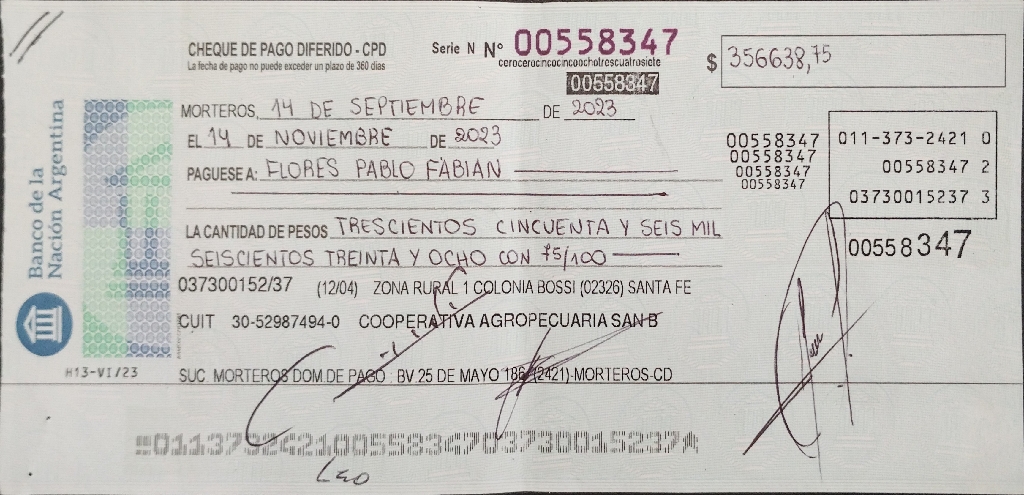 CHEQUE DE PAGO DIFERIDO - CPD
La fecha de pago no puede exceder un plazo de 360 días
Serie N Nº 00558347
cerocerocincocincoochotrescuatrosiete
00558347
$ 356638,75
MORTEROS, 14 DE SEPTIEMBRE DE 2023
EL 14 DE NOVIEMBRE DE 2023
PAGUESE A: FLORES PABLO FABIAN
00558347
00558347
00558347
00558347
011-373-2421 0
00558347 2
03730015237 3
LA CANTIDAD DE PESOS TRESCIENTOS CINCUENTA Y SEIS MIL
SEISCIENTOS TREINTA Y OCHO CON 75/100
00558347
037300152/37 (12/04) ZONA RURAL 1 COLONIA BOSSI (02326) SANTA FE
CUIT 30-52987494-0 COOPERATIVA AGROPECUARIA SAN B
SUC MORTEROS DOM DE PAGO : BV 25 DE MAYO 186 (2421)-MORTEROS-CD
Banco de la
Nación Argentina
H13-VI/23
01137324210055834703730015237
Leo